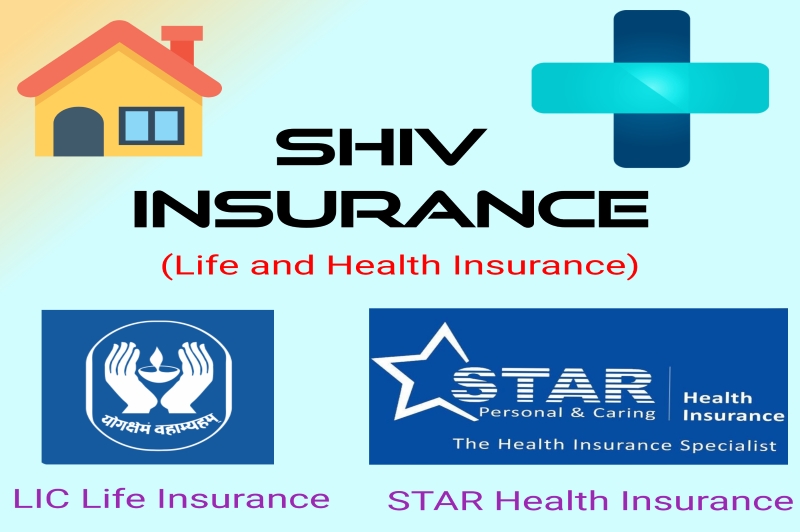 SHIV
INSURANCE
(Life and Health Insurance)
योगक्षेमं वहाम्यहम्
STAR
Personal & Caring
Health
Insurance
The Health Insurance Specialist
LIC Life Insurance
STAR Health Insurance